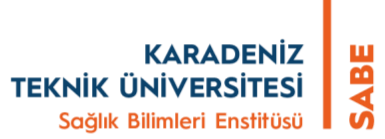 KARADENİZ
TEKNİK ÜNİVERSİTESİ
Sağlık Bilimleri Enstitüsü
SABE